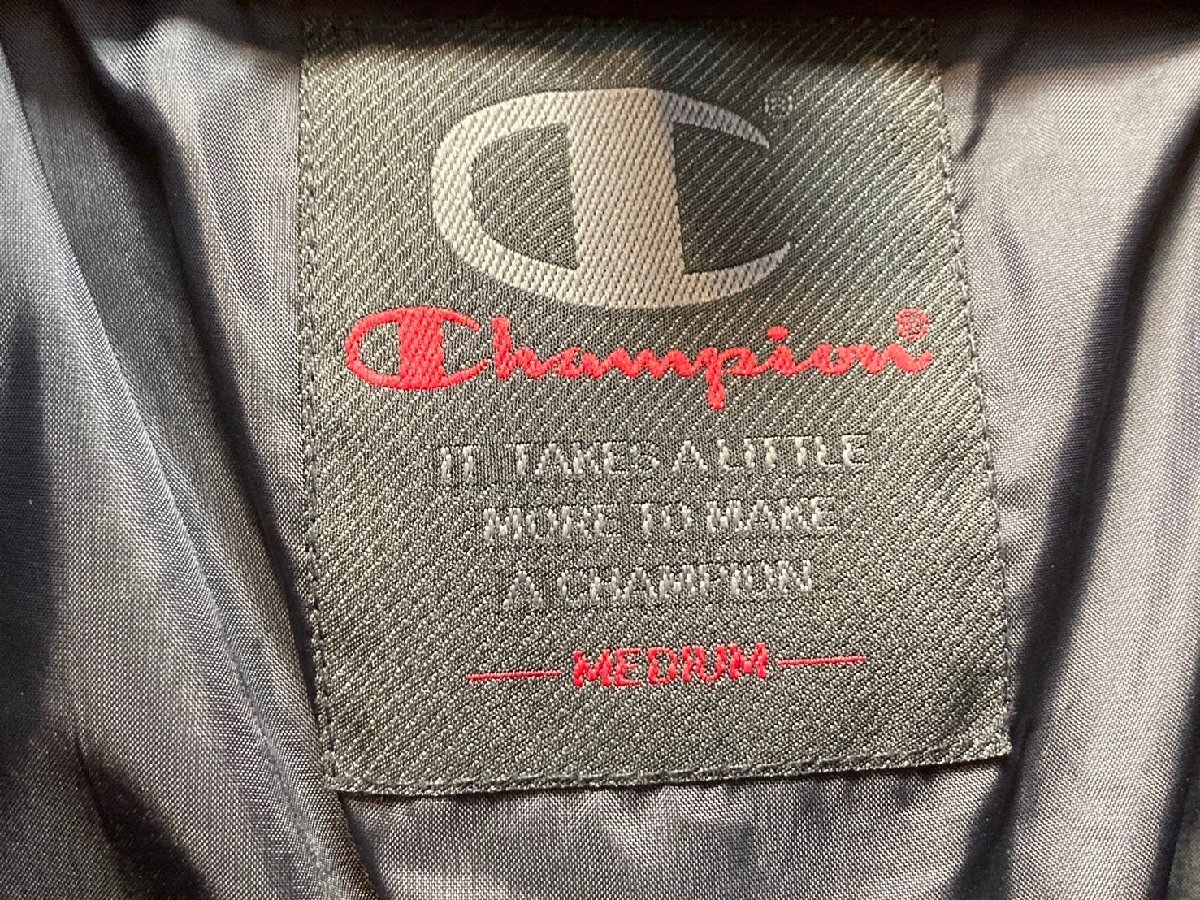 C®
Champion®
IT TAKES A LITTLE
MORE TO MAKE
A CHAMPION
MEDIUM